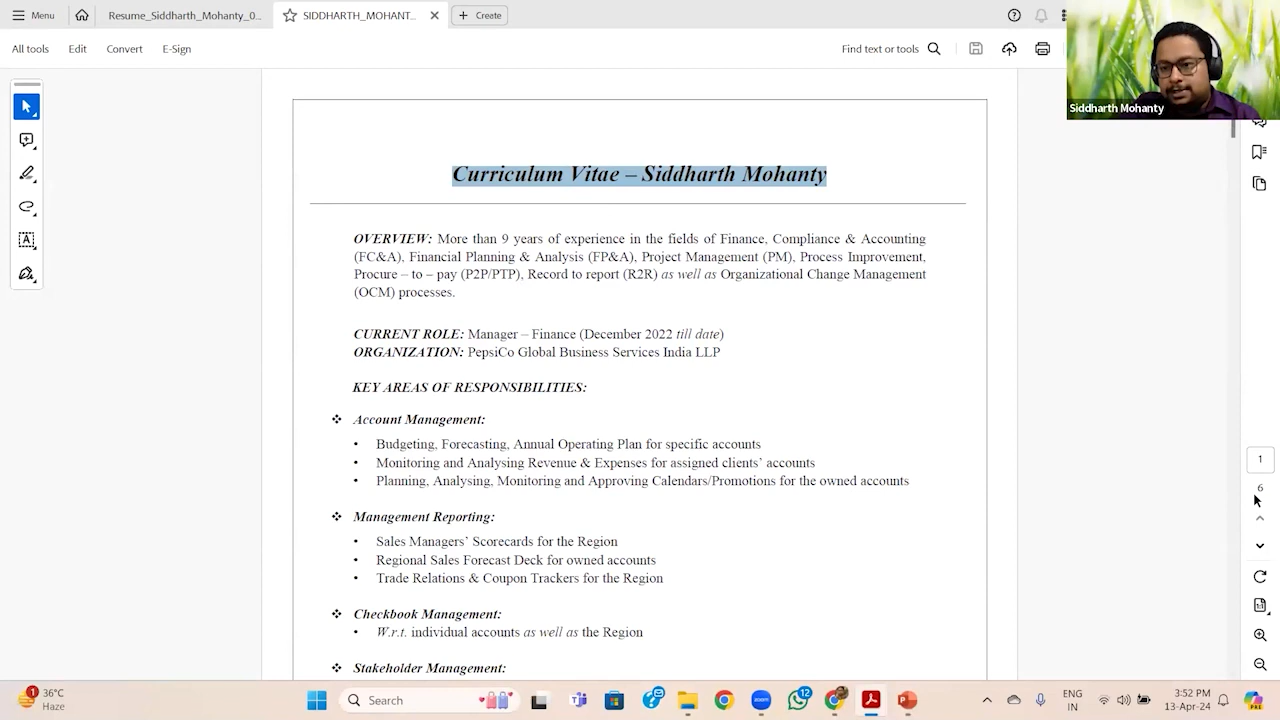 Menu
Resume_Siddharth_Mohanty_0...
SIDDHARTH_MOHANT...
Create
All tools
Edit
Convert
E-Sign
Find text or tools
Siddharth Mohanty
Curriculum Vitae – Siddharth Mohanty
OVERVIEW: More than 9 years of experience in the fields of Finance, Compliance & Accounting
(FC&A), Financial Planning & Analysis (FP&A), Project Management (PM), Process Improvement,
Procure – to – pay (P2P/PTP), Record to report (R2R) as well as Organizational Change Management
(OCM) processes.
CURRENT ROLE: Manager – Finance (December 2022 till date)
ORGANIZATION: PepsiCo Global Business Services India LLP
KEY AREAS OF RESPONSIBILITIES:
❖ Account Management:
• Budgeting, Forecasting, Annual Operating Plan for specific accounts
• Monitoring and Analysing Revenue & Expenses for assigned clients' accounts
• Planning, Analysing, Monitoring and Approving Calendars/Promotions for the owned accounts
❖ Management Reporting:
• Sales Managers' Scorecards for the Region
• Regional Sales Forecast Deck for owned accounts
• Trade Relations & Coupon Trackers for the Region
❖ Checkbook Management:
• W.r.t. individual accounts as well as the Region
❖ Stakeholder Management:
1
6
1
36°C
Haze
Search
zoom
12
ENG
IN
3:52 PM
13-Apr-24